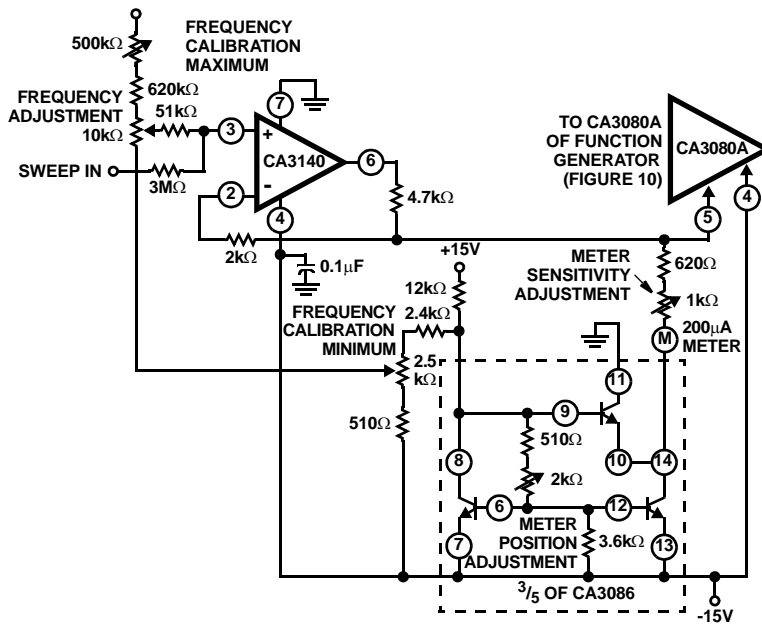 500kΩ
FREQUENCY
CALIBRATION
MAXIMUM
620kΩ
FREQUENCY
ADJUSTMENT
10kΩ
51kΩ
SWEEP IN
3MΩ
7
3
+
CA3140
6
2
-
4
4.7kΩ
2kΩ
0.1μF
TO CA3080A
OF FUNCTION
GENERATOR
(FIGURE 10)
CA3080A
4
5
+15V
12kΩ
2.4kΩ
FREQUENCY
CALIBRATION
MINIMUM
2.5
kΩ
510Ω
METER
SENSITIVITY
ADJUSTMENT
620Ω
1kΩ
M
200μA
METER
11
9
510Ω
8
10
14
2kΩ
6
12
7
METER
POSITION
ADJUSTMENT
3.6kΩ
13
3/5 OF CA3086
-15V